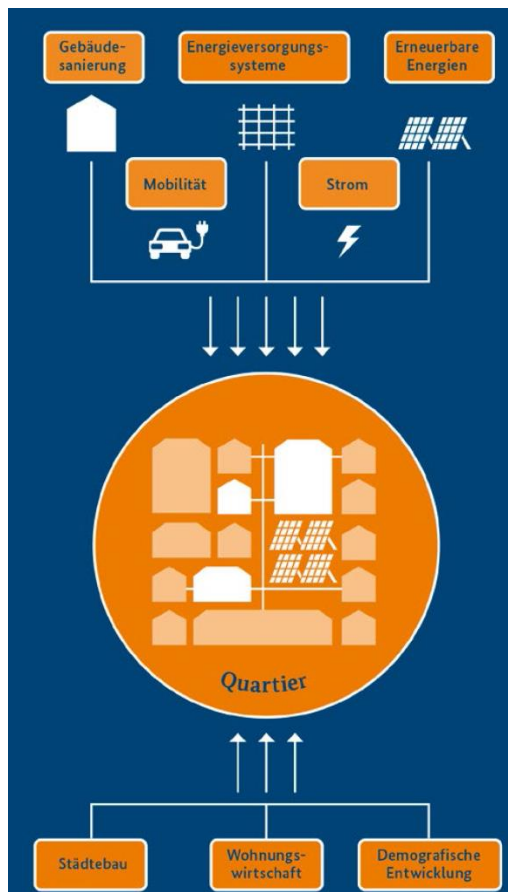 Gebäude-
sanierung
Energieversorgungs-
systeme
Erneuerbare
Energien
Mobilität
Strom
Quartier
Städtebau
Wohnungs-
wirtschaft
Demografische
Entwicklung